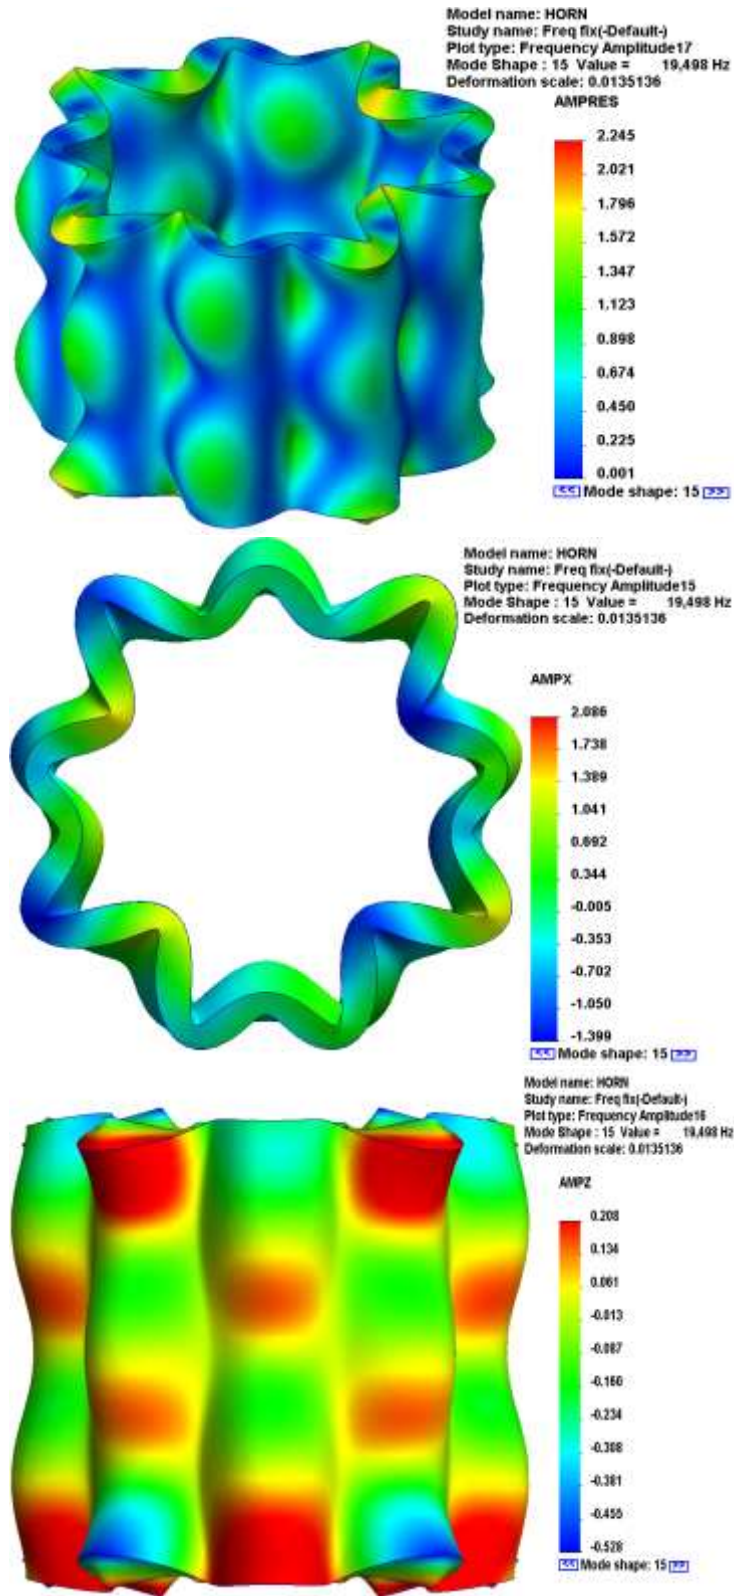 Model name: HORN
Study name: Freq fix(-Default-)
Plot type: Frequency Amplitude17
Mode Shape : 15 Value = 19,498 Hz
Deformation scale: 0.0135136
AMPRES
2.245
2.021
1.796
1.572
1.347
1.123
0.898
0.674
0.450
0.225
0.001
<< Mode shape: 15 >>
Model name: HORN
Study name: Freq fix(-Default-)
Plot type: Frequency Amplitude15
Mode Shape : 15 Value = 19,498 Hz
Deformation scale: 0.0135136
AMPX
2.086
1.738
1.389
1.041
0.692
0.344
-0.005
-0.353
-0.702
-1.050
-1.399
<< Mode shape: 15 >>
Model name: HORN
Study name: Freq fix(-Default-)
Plot type: Frequency Amplitude16
Mode Shape : 15 Value = 19,498 Hz
Deformation scale: 0.0135136
AMPZ
0.208
0.134
0.061
-0.013
-0.087
-0.160
-0.234
-0.308
-0.381
-0.455
-0.528
<< Mode shape: 15 >>